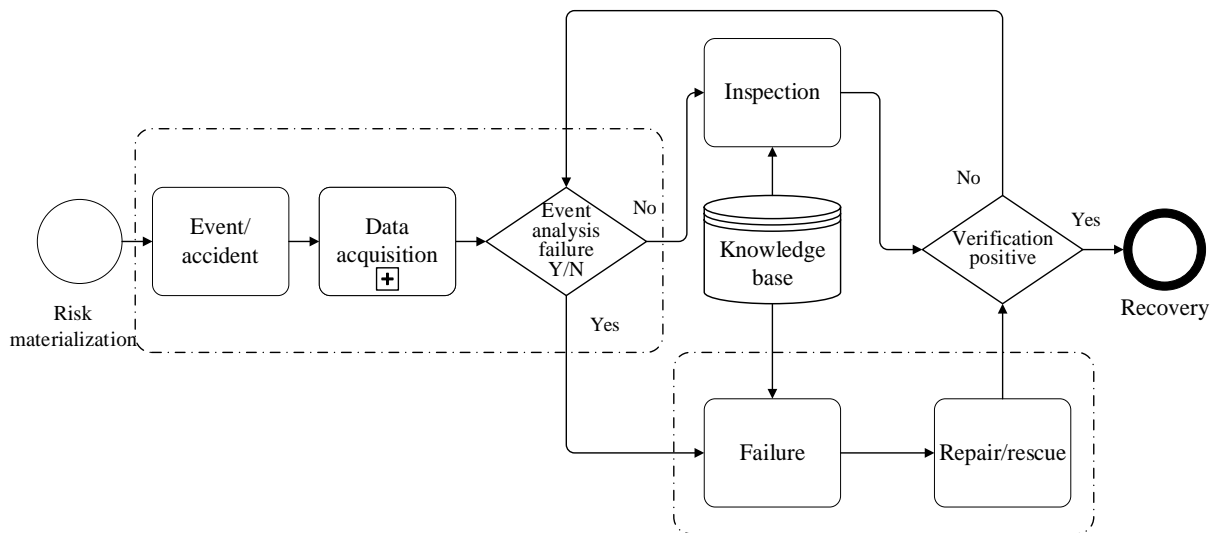 Risk
materialization
Event/
accident
Data
acquisition
+
Event
analysis
failure
Y/N
No
Yes
Inspection
Knowledge
base
Failure
Repair/rescue
No
Verification
positive
Yes
Recovery